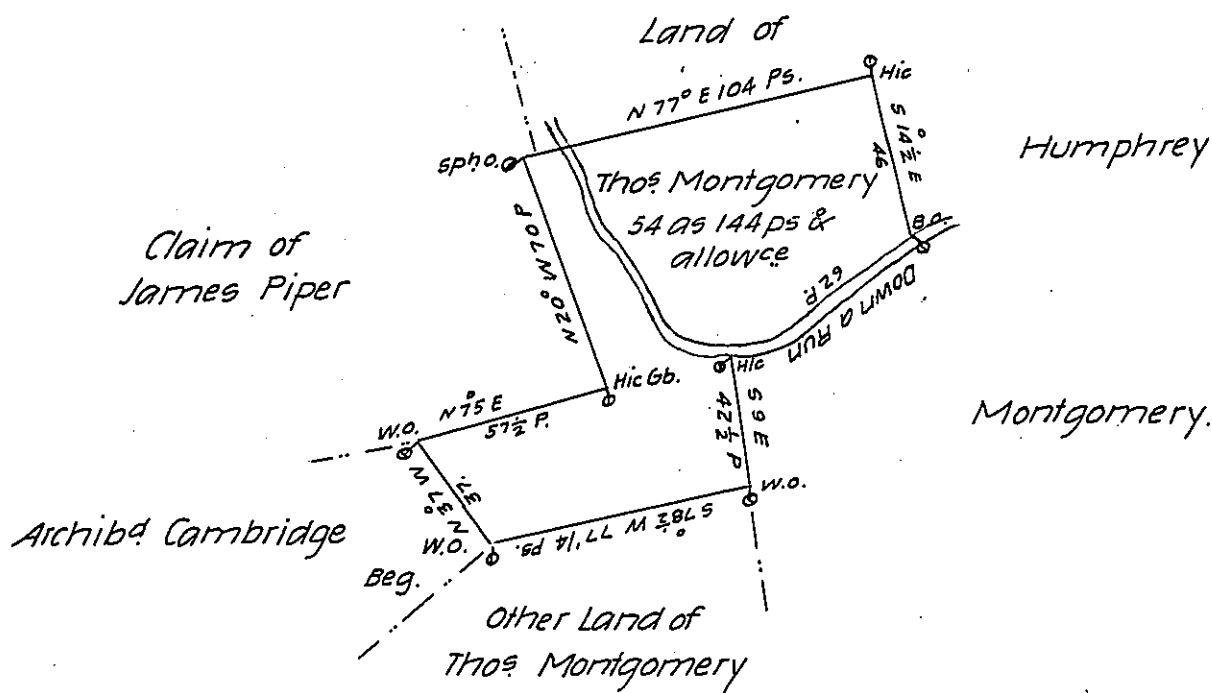 Land of
Hic
N 77° E 104 Ps.
S 14½° E
46
Humphrey
Sph O.
Thos. Montgomery
54 as 144 ps &
allowce
B.O.
Claim of
James Piper
N20° W 70 P
62 P.
Down a Run
Hic
Hic Gb.
N 75° E
57½ P.
S 9 E
42½ P
Montgomery.
W.O.
N 37° W
37.
W.O.
Archibd Cambridge
W.O.
S 78½° W 77 1/4 ps.
Beg.
Other Land of
Thos. Montgomery